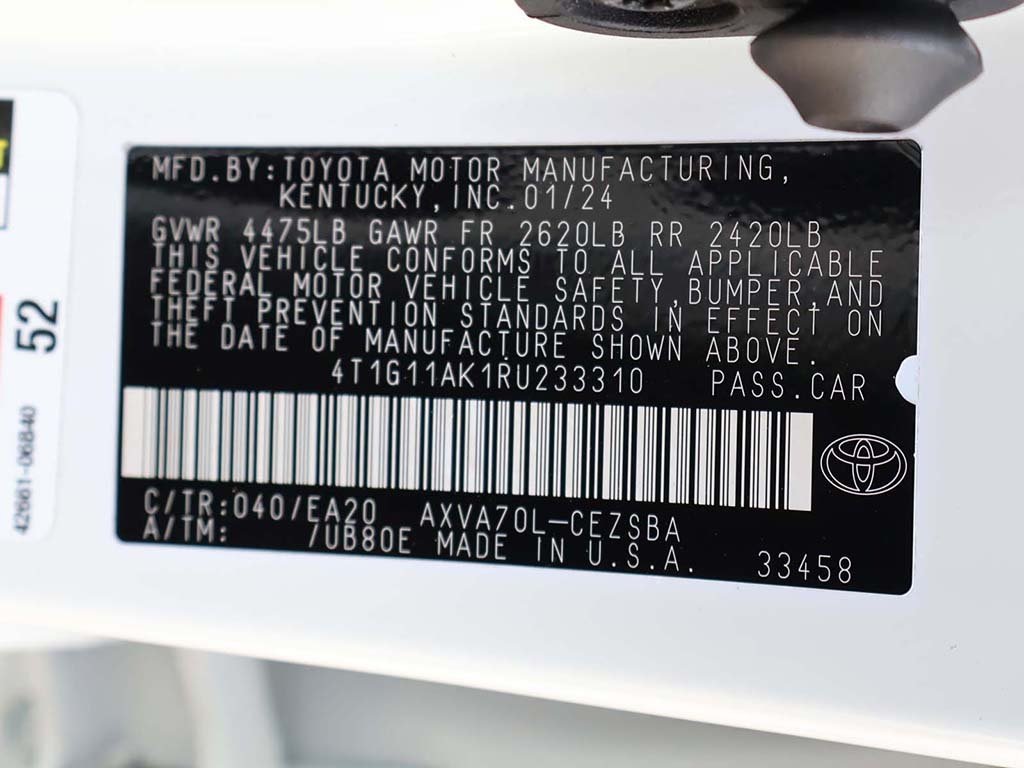 MFD.BY:TOYOTA MOTOR MANUFACTURING,
KENTUCKY,INC.01/24
GVWR 4475LB GAWR FR 2620LB RR 2420LB
THIS VEHICLE CONFORMS TO ALL APPLICABLE
FEDERAL MOTOR VEHICLE SAFETY,BUMPER,AND
THEFT PREVENTION STANDARDS IN EFFECT ON
THE DATE OF MANUFACTURE SHOWN ABOVE.
4T1G11AK1RU233310 PASS.CAR
C/TR:040/EA20 AXVA70L-CEZSBA
A/TM: /UB80E MADE IN U.S.A. 33458
52
42661-06840